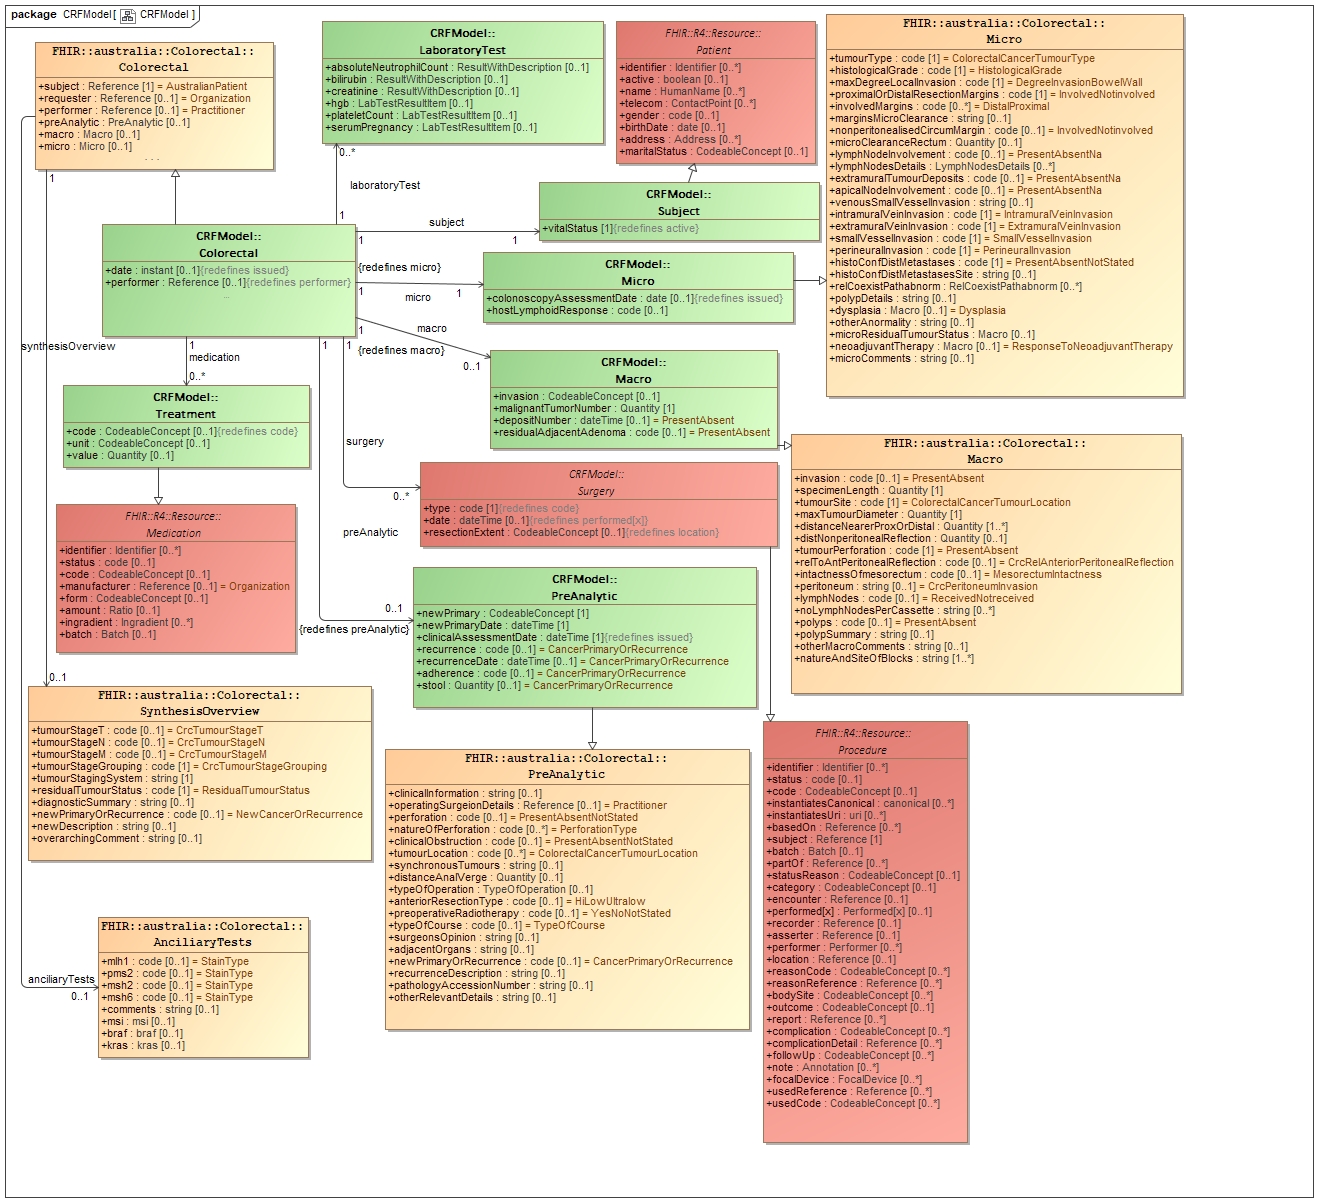 package CRFModel[ CRFModel ]
FHIR::australia::Colorectal::
Colorectal
+subject : Reference [1] = AustralianPatient
+requester : Reference [0..1] = Organization
+performer : Reference [0..1] = Practitioner
+preAnalytic : PreAnalytic [0..1]
+macro : Macro [0..1]
+micro : Micro [0..1]
...
CRFModel::
LaboratoryTest
+absoluteNeutrophilCount : ResultWithDescription [0..1]
+bilirubin : ResultWithDescription [0..1]
+creatinine : ResultWithDescription [0..1]
+hgb : LabTestResultItem [0..1]
+plateletCount : LabTestResultItem [0..1]
+serumPregnancy : LabTestResultItem [0..1]
FHIR::R4::Resource::
Patient
+identifier : Identifier [0..*]
+active : boolean [0..1]
+name : HumanName [0..*]
+telecom : ContactPoint [0..*]
+gender : code [0..1]
+birthDate : date [0..1]
+address : Address [0..*]
+maritalStatus : CodeableConcept [0..1]
FHIR::australia::Colorectal::
Micro
+tumourType : code [1] = ColorectalCancerTumourType
+histologicalGrade : code [1] = HistologicalGrade
+maxDegreeLocalInvasion : code [1] = DegreeInvasionBowelWall
+proximalOrDistalResectionMargins : code [1] = InvolvedNotinvolved
+involvedMargins : code [0..*] = DistalProximal
+marginsMicroClearance : string [0..1]
+nonperitonealisedCircumMargin : code [0..1] = InvolvedNotinvolved
+microClearanceRectum : Quantity [0..1]
+lymphNodeInvolvement : code [0..1] = PresentAbsentNa
+lymphNodesDetails : LymphNodesDetails [0..*]
+extramuralTumourDeposits : code [0..1] = PresentAbsentNa
+apicalNodeInvolvement : code [0..1] = PresentAbsentNa
+venousSmallVesselInvasion : string [0..1]
+intramuralVeinInvasion : code [0..1] = IntramuralVeinInvasion
+extramuralVeinInvasion : code [0..1] = ExtramuralVeinInvasion
+smallVesselInvasion : code [0..1] = SmallVesselInvasion
+perineuralInvasion : code [0..1] = PerineuralInvasion
+histoConfDistMetastases : code [0..1] = PresentAbsentNotStated
+histoConfDistMetastasesSite : string [0..1]
+relCoexistPathabnorm : RelCoexistPathabnorm [0..*]
+polypDetails : string [0..1]
+dysplasia : Macro [0..1] = Dysplasia
+otherAnormality : string [0..1]
+microResidualTumourStatus : Macro [0..1]
+neoadjuvantTherapy : Macro [0..1] = ResponseToNeoadjuvantTherapy
+microComments : string [0..1]
1
0..*
laboratoryTest
1
CRFModel::
Subject
+vitalStatus [1]{redefines active}
subject
1
1
CRFModel::
Colorectal
+date : instant [0..1]{redefines issued}
+performer : Reference [0..1]{redefines performer}
...
{redefines micro}
1
micro
1
CRFModel::
Micro
+colonoscopyAssessmentDate : date [0..1]{redefines issued}
+hostLymphoidResponse : code [0..1]
macro
1
{redefines macro}
0..1
CRFModel::
Macro
+invasion : CodeableConcept [0..1]
+malignantTumorNumber : Quantity [1]
+depositNumber : dateTime [0..1] = PresentAbsent
+residualAdjacentAdenoma : code [0..1] = PresentAbsent
synthesisOverview
1
medication
0..*
1
1
CRFModel::
Treatment
+code : CodeableConcept [0..1]{redefines code}
+unit : CodeableConcept [0..1]
+value : Quantity [0..1]
surgery
0..*
CRFModel::
Surgery
+type : code [1]{redefines code}
+date : dateTime [0..1]{redefines performed[x]}
+resectionExtent : CodeableConcept [0..1]{redefines location}
FHIR::australia::Colorectal::
Macro
+invasion : code [0..1] = PresentAbsent
+specimenLength : Quantity [1]
+tumourSite : code [1] = ColorectalCancerTumourLocation
+maxTumourDiameter : Quantity [1]
+distanceNearerProxOrDistal : Quantity [1..*]
+distNonperitonealReflection : Quantity [0..1]
+tumourPerforation : code [1] = PresentAbsent
+relToAntPeritonealReflection : code [1] = CrcRelAnteriorPeritonealReflection
+intactnessOfmesorectum : code [1] = MesorectumIntactness
+peritoneum : string [0..1] = CrcPeritoneumInvasion
+lymphNodes : code [1] = ReceivedNotreceived
+noLymphNodesPerCassette : string [0..*]
+polyps : code [0..1] = PresentAbsent
+polypSummary : string [0..1]
+otherMacroComments : string [0..1]
+natureAndSiteOfBlocks : string [1..*]
FHIR::R4::Resource::
Medication
+identifier : Identifier [0..*]
+status : code [0..1]
+code : CodeableConcept [0..1]
+manufacturer : Reference [0..1] = Organization
+form : CodeableConcept [0..1]
+amount : Ratio [0..1]
+ingredient : Ingredient [0..*]
+batch : Batch [0..1]
preAnalytic
0..1
{redefines preAnalytic}
CRFModel::
PreAnalytic
+newPrimary : CodeableConcept [1]
+newPrimaryDate : dateTime [1]
+clinicalAssessmentDate : dateTime [1]{redefines issued}
+recurrence : code [0..1] = CancerPrimaryOrRecurrence
+recurrenceDate : dateTime [0..1] = CancerPrimaryOrRecurrence
+adherence : code [0..1] = CancerPrimaryOrRecurrence
+stool : Quantity [0..1] = CancerPrimaryOrRecurrence
0..1
FHIR::australia::Colorectal::
SynthesisOverview
+tumourStageT : code [0..1] = CrcTumourStageT
+tumourStageN : code [0..1] = CrcTumourStageN
+tumourStageM : code [0..1] = CrcTumourStageM
+tumourStageGrouping : code [1] = CrcTumourStageGrouping
+tumourStagingSystem : string [1]
+residualTumourStatus : code [1] = ResidualTumourStatus
+diagnosticSummary : string [0..1]
+newPrimaryOrRecurrence : code [0..1] = NewCancerOrRecurrence
+newDescription : string [0..1]
+overarchingComment : string [0..1]
FHIR::australia::Colorectal::
PreAnalytic
+clinicalInformation : string [0..1]
+operatingSurgeionDetails : Reference [0..1] = Practitioner
+perforation : code [0..1] = PresentAbsentNotStated
+natureOfPerforation : code [0..*] = PerforationType
+clinicalObstruction : code [0..1] = PresentAbsentNotStated
+tumourLocation : code [0..*] = ColorectalCancerTumourLocation
+synchronousTumours : string [0..1]
+distanceAnalVerge : Quantity [0..1]
+typeOfOperation : TypeOfOperation [0..1]
+anteriorResectionType : code [0..1] = HiLowUltralow
+preoperativeRadiotherapy : code [0..1] = YesNoNotStated
+typeOfCourse : code [0..1] = TypeOfCourse
+surgeonsOpinion : string [0..1]
+adjacentOrgans : string [0..1]
+newPrimaryOrRecurrence : code [0..1] = CancerPrimaryOrRecurrence
+recurrenceDescription : string [0..1]
+pathologyAccessionNumber : string [0..1]
+otherRelevantDetails : string [0..1]
FHIR::R4::Resource::
Procedure
+identifier : Identifier [0..*]
+status : code [0..1]
+code : CodeableConcept [0..1]
+instantiatesCanonical : canonical [0..*]
+instantiatesUri : uri [0..*]
+basedOn : Reference [0..*]
+subject : Reference [1]
+batch : Batch [0..1]
+partOf : Reference [0..*]
+statusReason : CodeableConcept [0..1]
+category : CodeableConcept [0..1]
+encounter : Reference [0..1]
+performed[x] : Performed[x] [0..1]
+recorder : Reference [0..1]
+asserter : Reference [0..1]
+performer : Performer [0..*]
+location : Reference [0..1]
+reasonCode : CodeableConcept [0..*]
+reasonReference : Reference [0..*]
+bodySite : CodeableConcept [0..*]
+outcome : CodeableConcept [0..1]
+report : Reference [0..*]
+complication : CodeableConcept [0..*]
+complicationDetail : Reference [0..*]
+followUp : CodeableConcept [0..*]
+note : Annotation [0..*]
+focalDevice : FocalDevice [0..*]
+usedReference : Reference [0..*]
+usedCode : CodeableConcept [0..*]
anciliaryTests
0..1
FHIR::australia::Colorectal::
AnciliaryTests
+mlh1 : code [0..1] = StainType
+pms2 : code [0..1] = StainType
+msh2 : code [0..1] = StainType
+msh6 : code [0..1] = StainType
+comments : string [0..1]
+msi : msi [0..1]
+braf : braf [0..1]
+kras : kras [0..1]